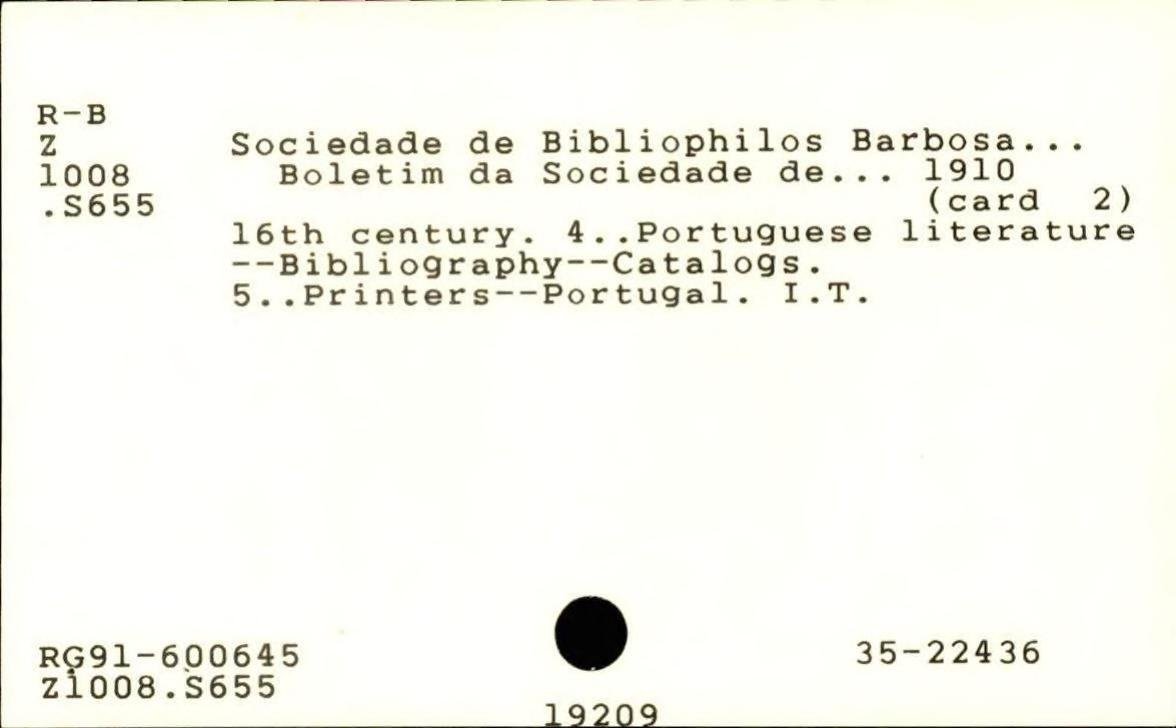 R-B
Z Sociedade de Bibliophilos Barbosa...
1008 Boletim da Sociedade de... 1910
.S655 (card 2)
16th century. 4..Portuguese literature
--Bibliography--Catalogs.
5..Printers--Portugal. I.T.
RG91-600645 35-22436
Z1008.S655
19209